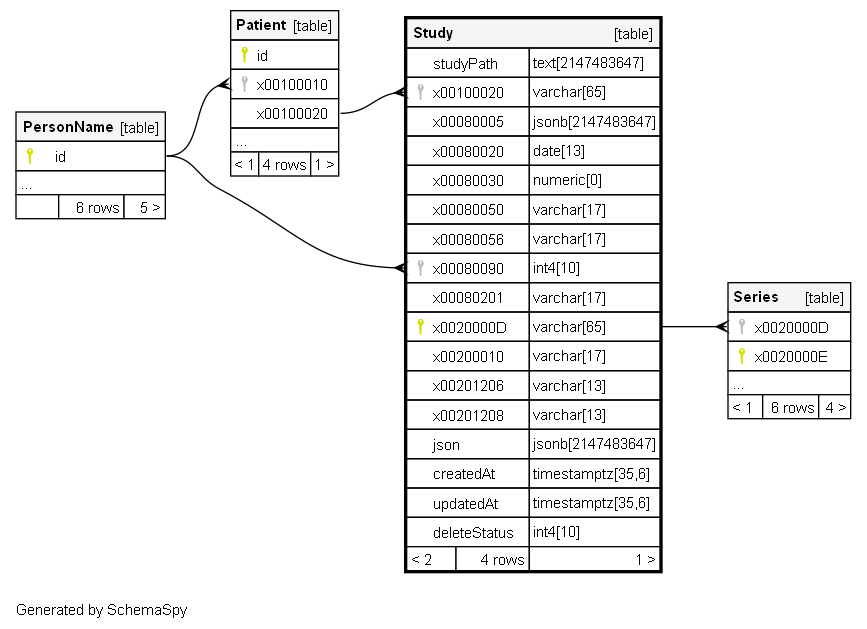 Patient [table]
id
x00100010
x00100020
...
< 1 4 rows 1 >
PersonName [table]
id
...
6 rows 5 >
Study [table]
studyPath text[2147483647]
x00100020 varchar[65]
x00080005 jsonb[2147483647]
x00080020 date[13]
x00080030 numeric[0]
x00080050 varchar[17]
x00080056 varchar[17]
x00080090 int4[10]
x00080201 varchar[17]
x0020000D varchar[65]
x00200010 varchar[17]
x00201206 varchar[13]
x00201208 varchar[13]
json jsonb[2147483647]
createdAt timestamptz[35,6]
updatedAt timestamptz[35,6]
deleteStatus int4[10]
< 2 4 rows 1 >
Series [table]
x0020000D
x0020000E
...
< 1 6 rows 4 >
Generated by SchemaSpy